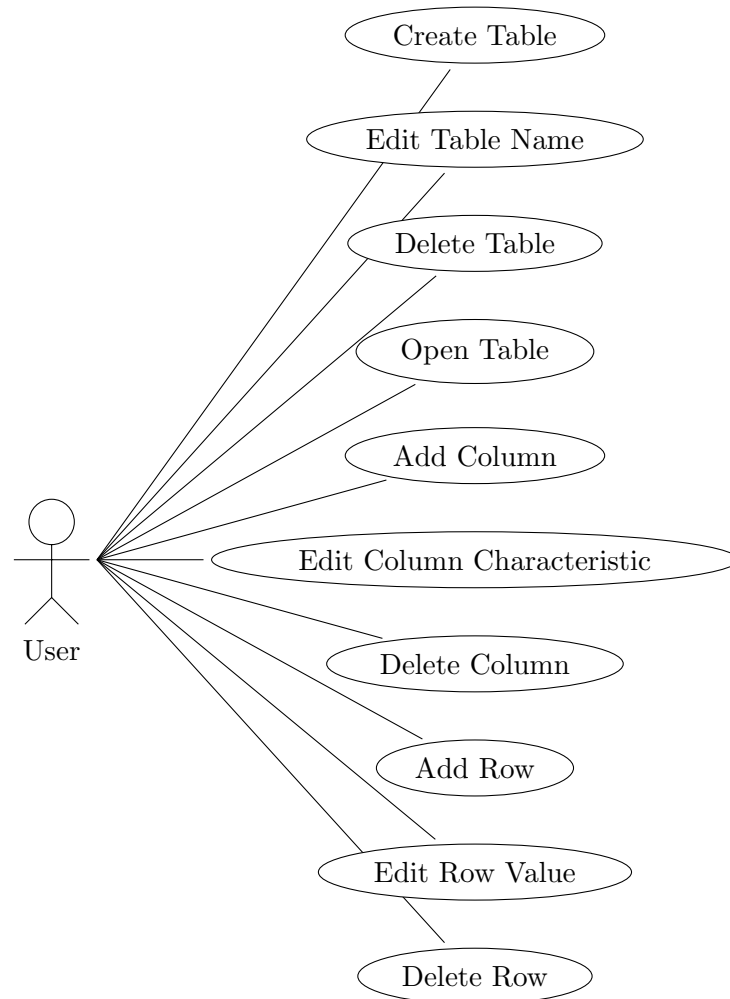 Create Table
Edit Table Name
Delete Table
Open Table
Add Column
Edit Column Characteristic
Delete Column
User
Add Row
Edit Row Value
Delete Row